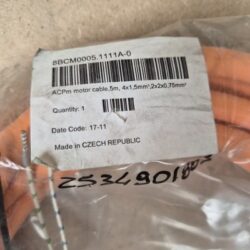 8BCM0005.1111A-0
ACPm motor cable,5m, 4x1,5mm²,2x2x0,75mm²
Quantity: 1
Date Code: 17-11
Made in CZECH REPUBLIC